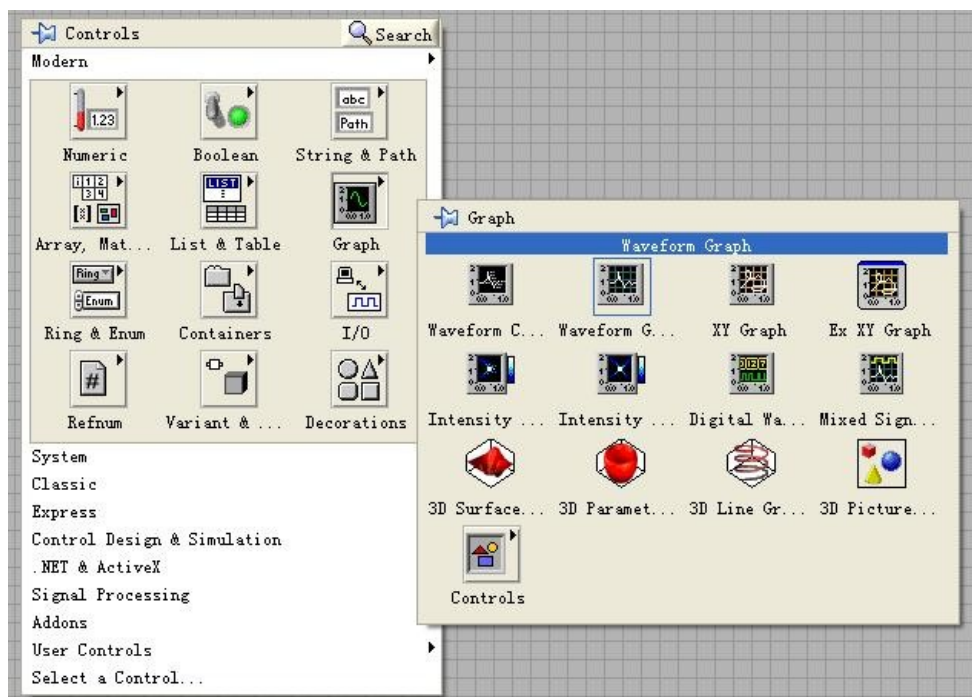 Controls
Search
Modern
1.23
abc
Path
Numeric
Boolean
String & Path
LIST
Array, Mat...
List & Table
Graph
Ring
Enum
Ring & Enum
Containers
I/O
#
Refnum
Variant & ...
Decorations
System
Classic
Express
Control Design & Simulation
.NET & ActiveX
Signal Processing
Addons
User Controls
Select a Control...
Graph
Waveform Graph
Waveform C...
Waveform G...
XY Graph
Ex XY Graph
Intensity ...
Intensity ...
Digital Wa...
Mixed Sign...
3D Surface...
3D Paramet...
3D Line Gr...
3D Picture...
Controls